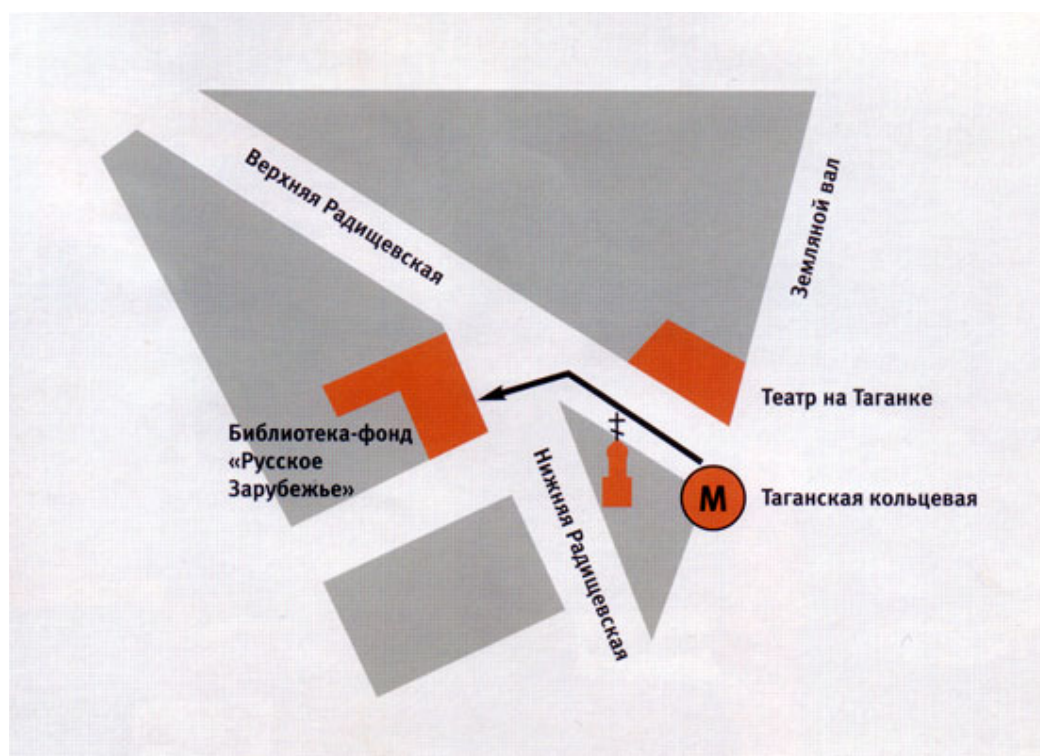 Верхняя Радищевская
Земляной вал
Театр на Таганке
Библиотека-фонд
«Русское
Зарубежье»
Нижняя Радищевская
М
Таганская кольцевая